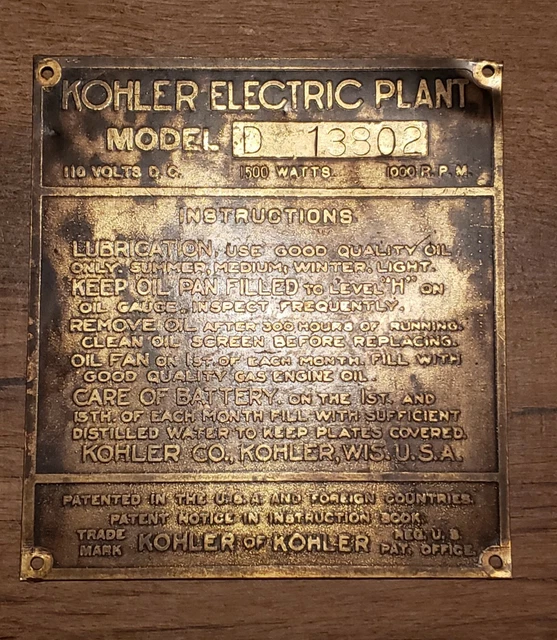 KOHLER ELECTRIC PLANT
MODEL D 13802
110 VOLTS D. C. 1500 WATTS 1000 R. P. M.
INSTRUCTIONS
LUBRICATION, USE GOOD QUALITY OIL
ONLY. SUMMER, MEDIUM, WINTER. LIGHT.
KEEP OIL PAN FILLED TO LEVEL "H" ON
OIL GAUGE. INSPECT FREQUENTLY.
REMOVE OIL AFTER 300 HOURS OF RUNNING.
CLEAN OIL SCREEN BEFORE REPLACING.
OIL FAN ON 1ST. OF EACH MONTH. FILL WITH
GOOD QUALITY GAS ENGINE OIL.
CARE OF BATTERY. ON THE 1ST. AND
15TH. OF EACH MONTH FILL WITH SUFFICIENT
DISTILLED WATER TO KEEP PLATES COVERED.
KOHLER CO., KOHLER, WIS. U.S.A.
PATENTED IN THE U.S.A. AND FOREIGN COUNTRIES.
PATENT NOTICE IN INSTRUCTION BOOK.
TRADE MARK KOHLER OF KOHLER REG. U. S. PAT. OFFICE.